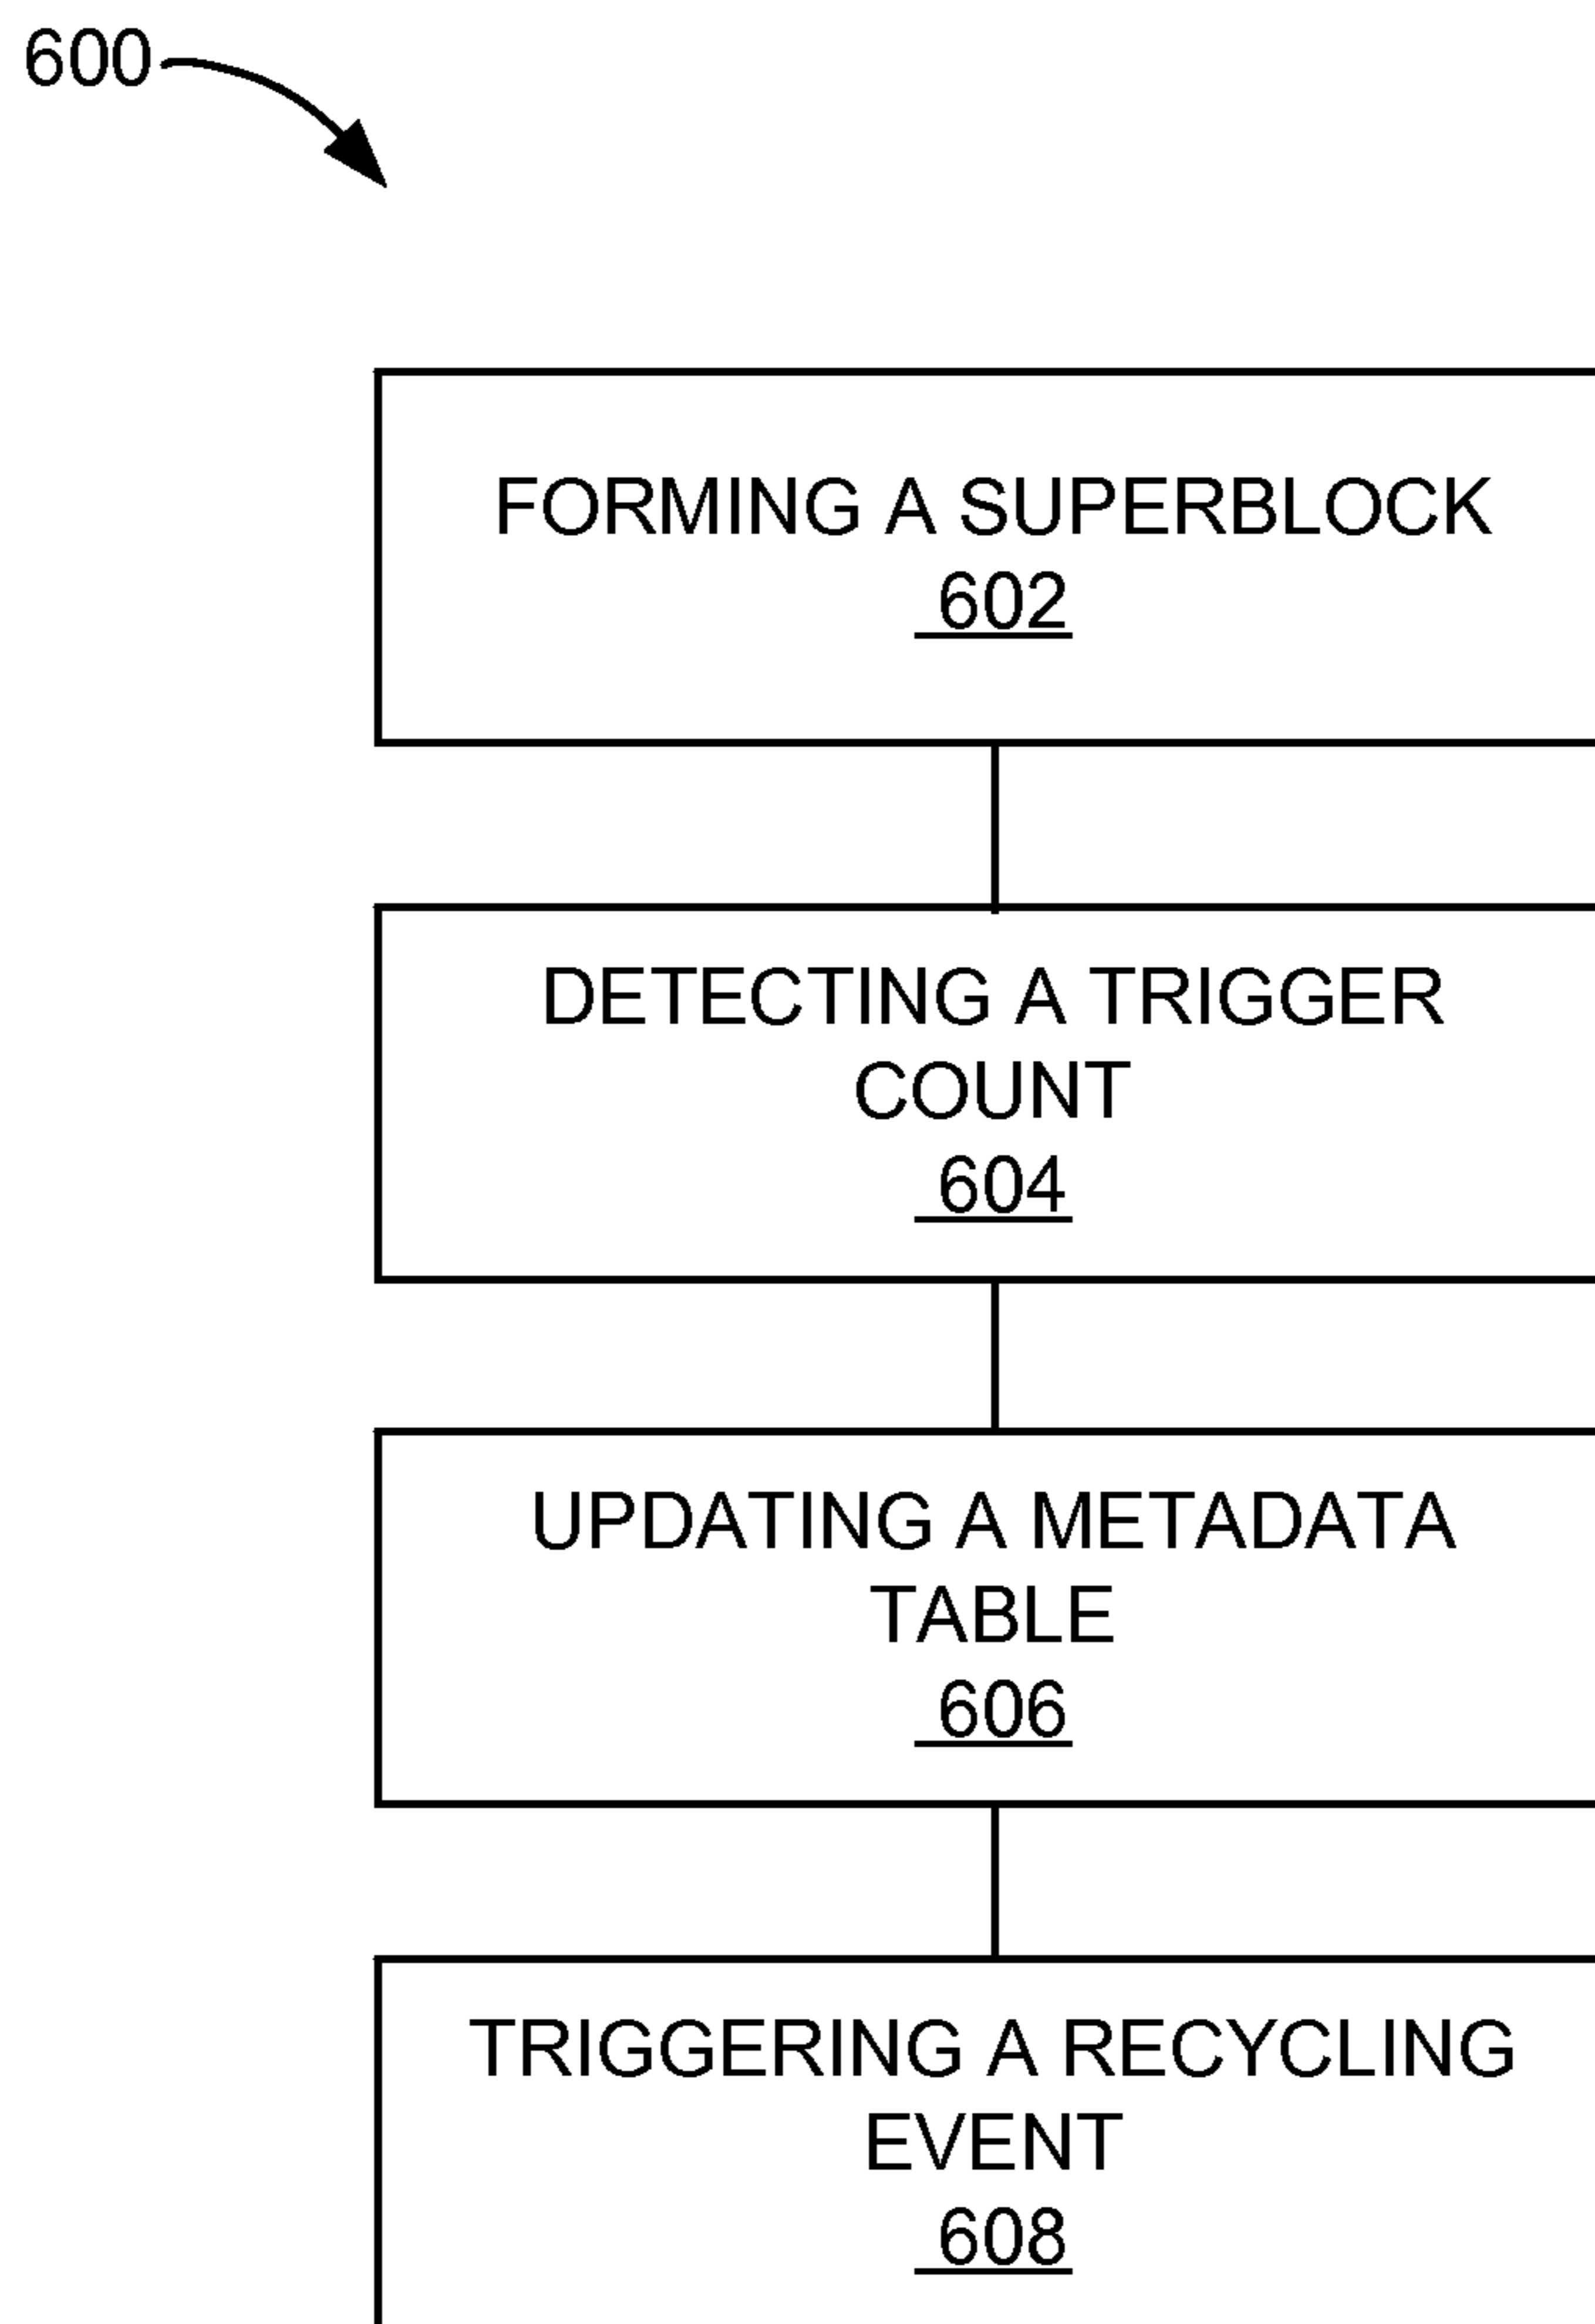 600
FORMING A SUPERBLOCK
602
DETECTING A TRIGGER
COUNT
604
UPDATING A METADATA
TABLE
606
TRIGGERING A RECYCLING
EVENT
608